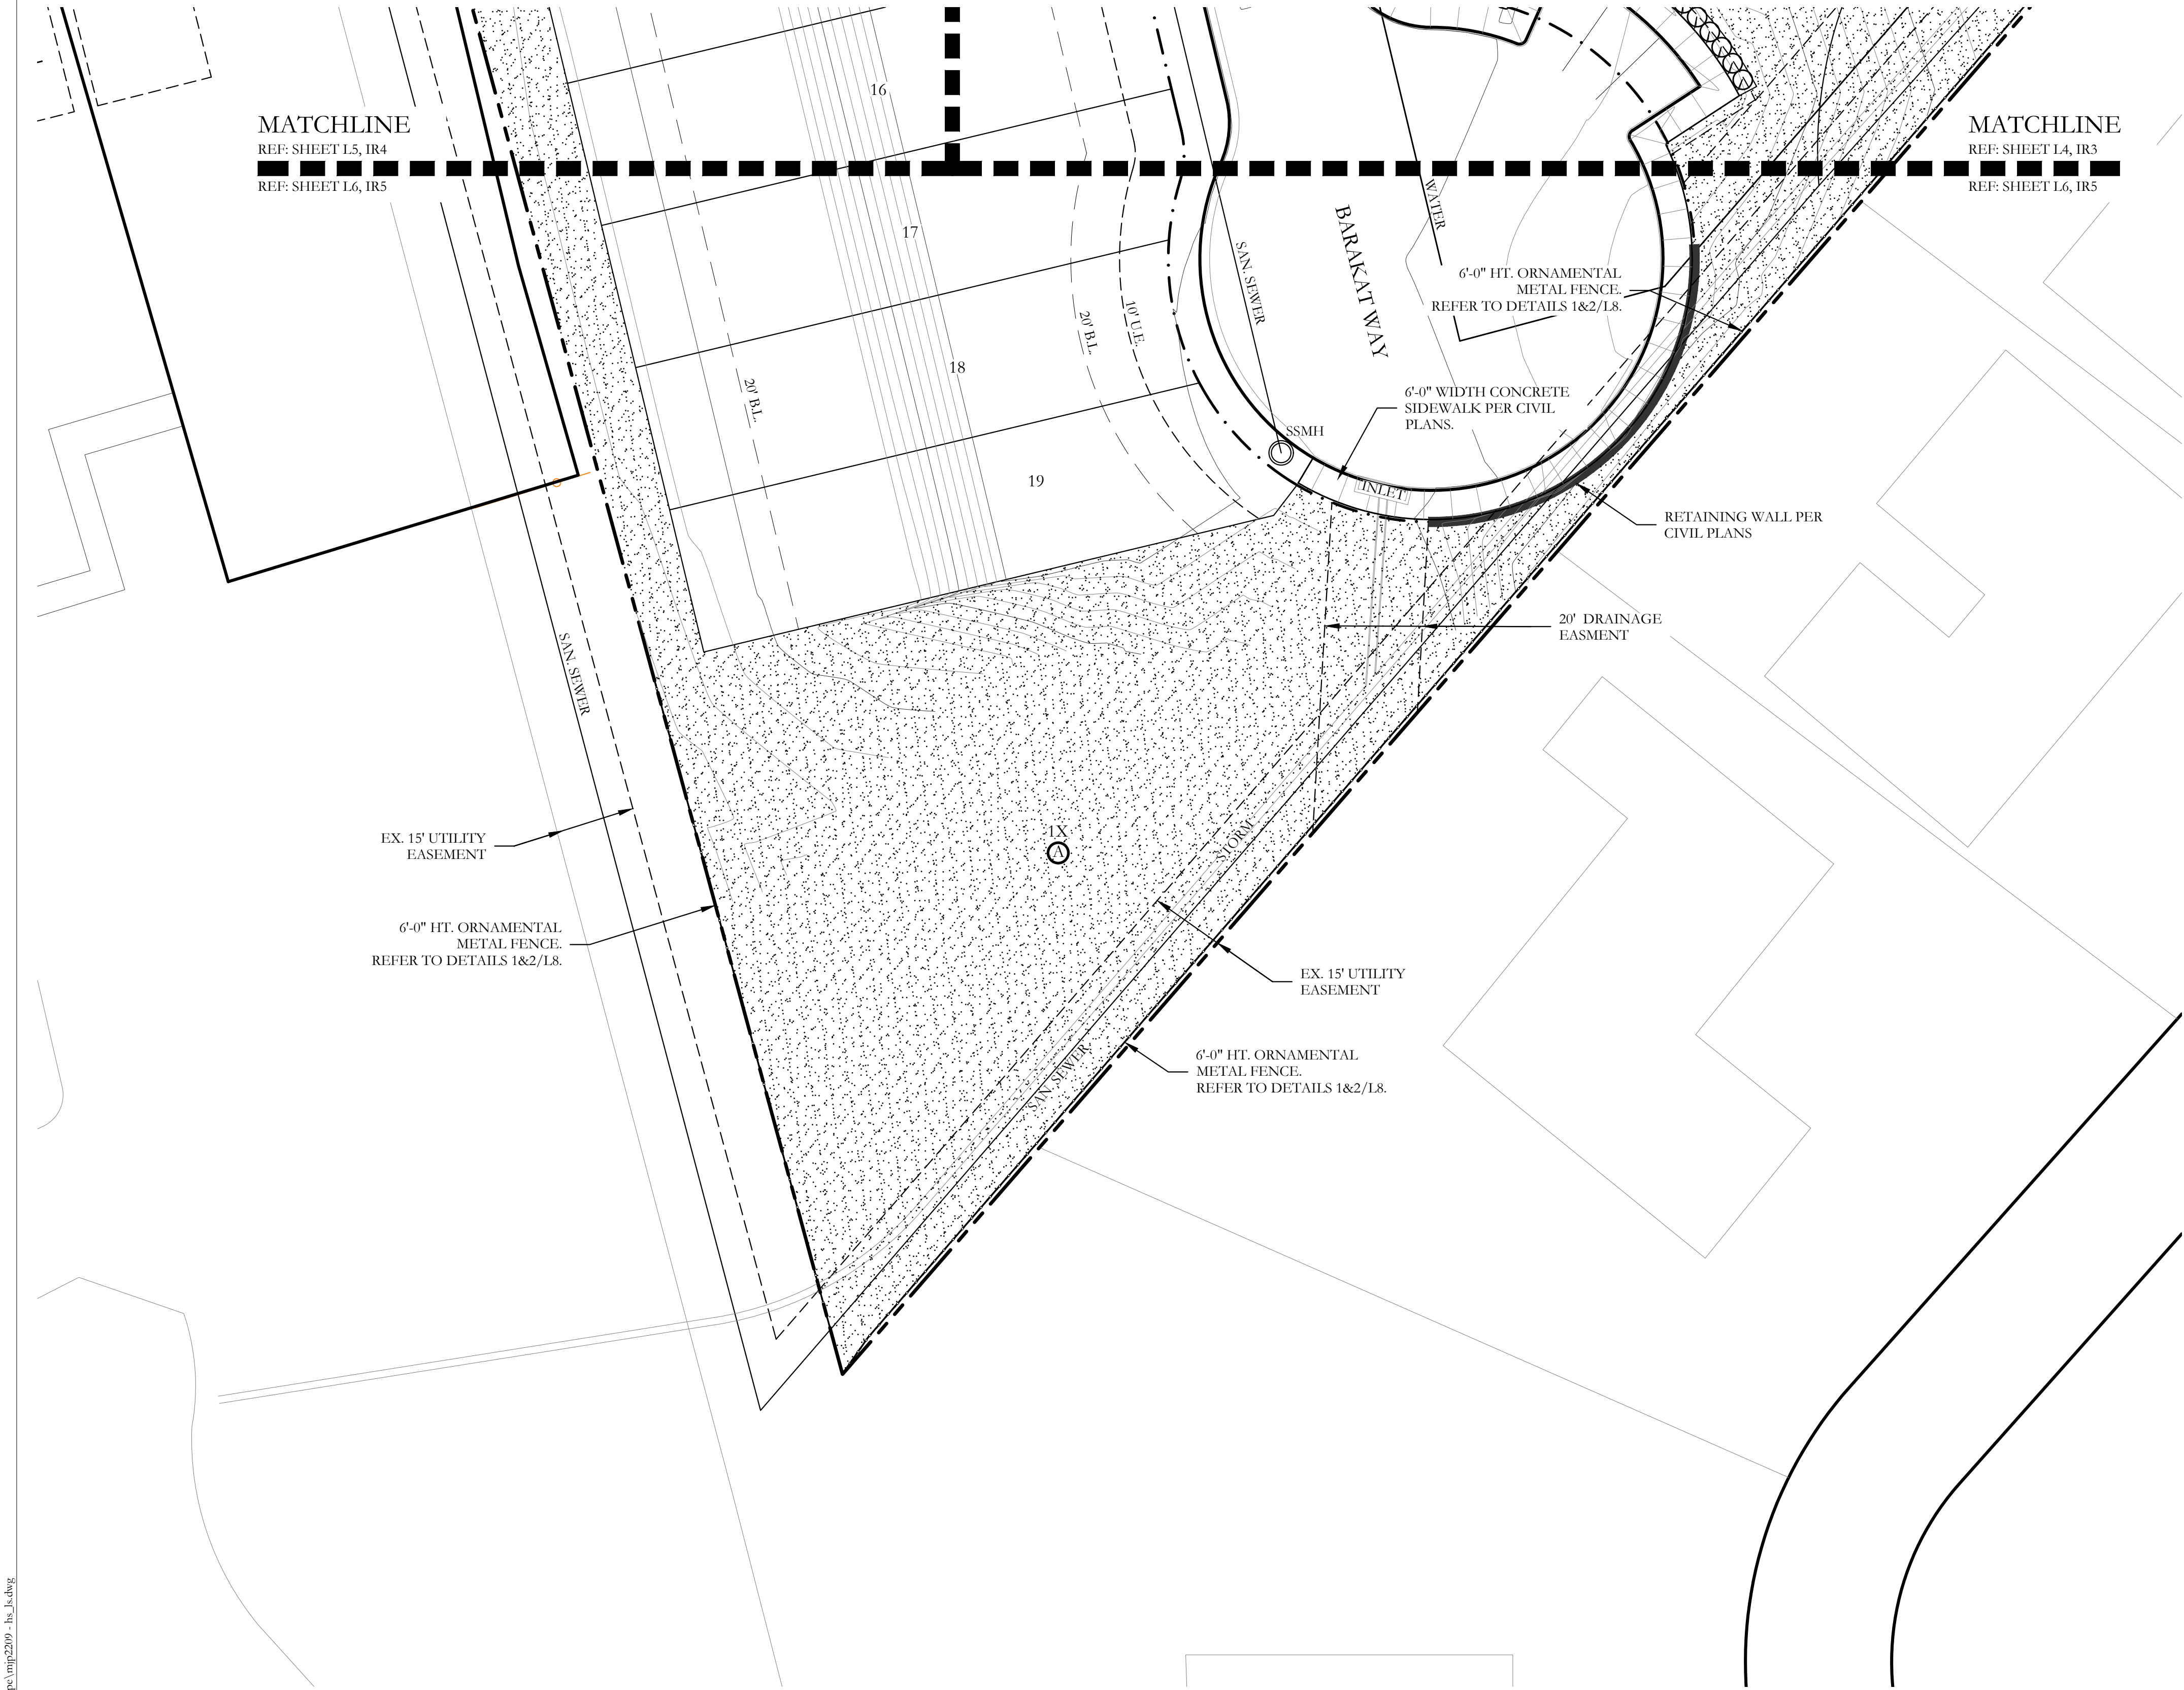 MATCHLINE
REF: SHEET L5, IR4
REF: SHEET L6, IR5
MATCHLINE
REF: SHEET L4, IR3
REF: SHEET L6, IR5
16
17
18
19
20' B.L.
20' B.L.
10' U.E.
SAN. SEWER
BARAKAT WAY
WATER
6'-0" HT. ORNAMENTAL
METAL FENCE.
REFER TO DETAILS 1&2/L8.
6'-0" WIDTH CONCRETE
SIDEWALK PER CIVIL
PLANS.
SSMH
INLET
RETAINING WALL PER
CIVIL PLANS
20' DRAINAGE
EASMENT
SAN. SEWER
EX. 15' UTILITY
EASEMENT
6'-0" HT. ORNAMENTAL
METAL FENCE.
REFER TO DETAILS 1&2/L8.
1X
A
STORM
EX. 15' UTILITY
EASEMENT
SAN. SEWER
6'-0" HT. ORNAMENTAL
METAL FENCE.
REFER TO DETAILS 1&2/L8.
pe\mjp2209 - hs_ls.dwg